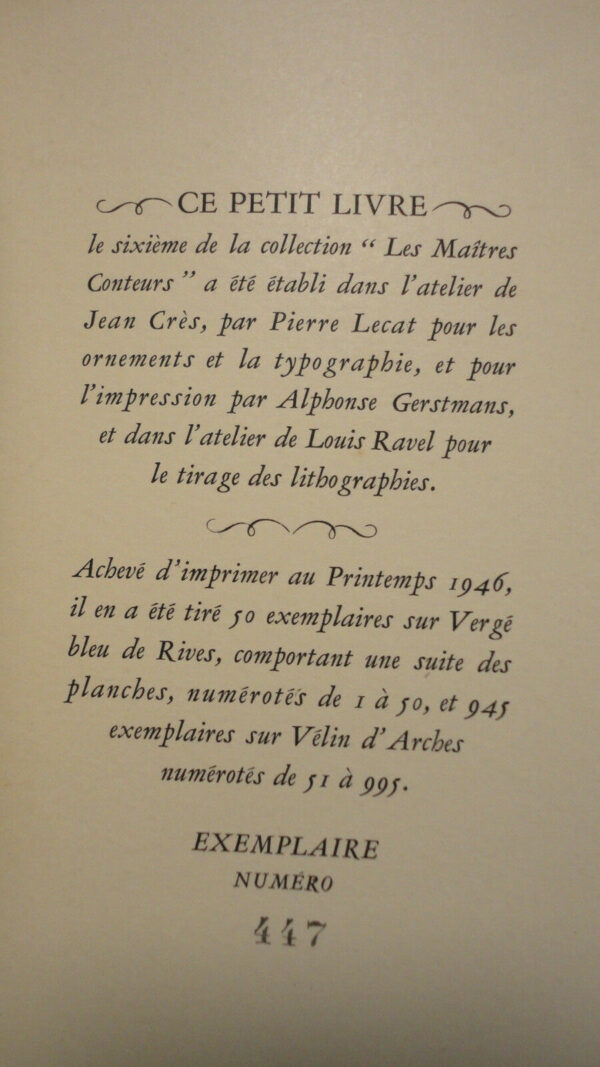 CE PETIT LIVRE
le sixième de la collection “ Les Maîtres
Conteurs ” a été établi dans l’atelier de
Jean Crès, par Pierre Lecat pour les
ornements et la typographie, et pour
l’impression par Alphonse Gerstmans,
et dans l’atelier de Louis Ravel pour
le tirage des lithographies.
Achevé d’imprimer au Printemps 1946,
il en a été tiré 50 exemplaires sur Vergé
bleu de Rives, comportant une suite des
planches, numérotés de 1 à 50, et 945
exemplaires sur Vélin d’Arches
numérotés de 51 à 995.
EXEMPLAIRE
NUMÉRO
447